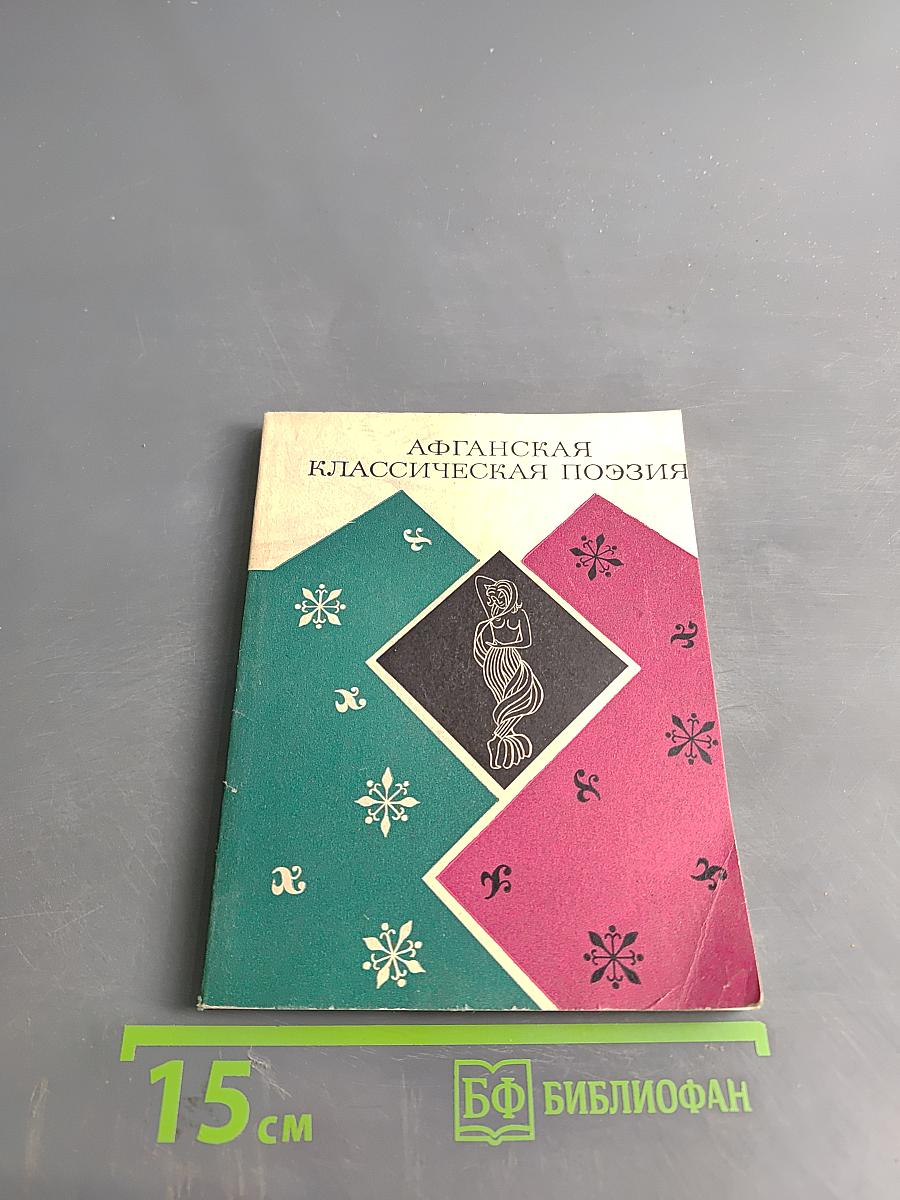 АФГАНСКАЯ
КЛАССИЧЕСКАЯ ПОЭЗИЯ
15 см
БФ БИБЛИОФАН